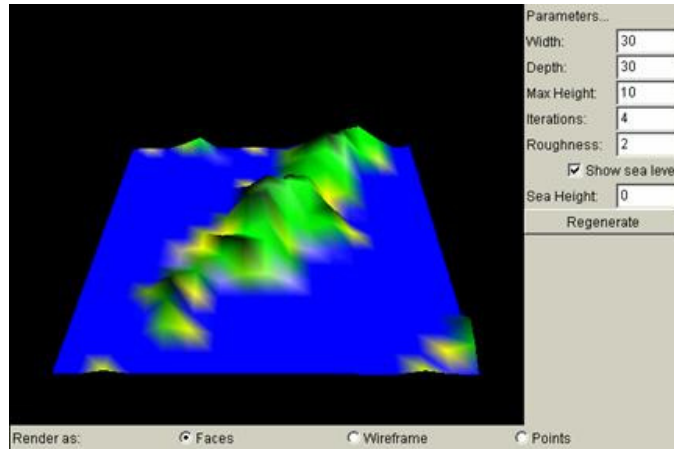 Parameters...
Width: 30
Depth: 30
Max Height: 10
Iterations: 4
Roughness: 2
Show sea leve
Sea Height: 0
Regenerate
Render as: Faces Wireframe Points